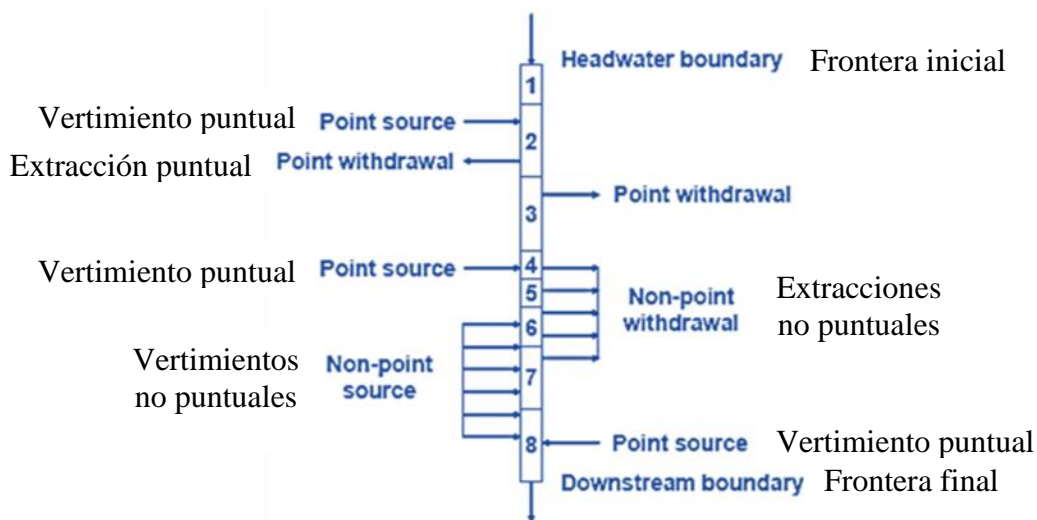 Headwater boundary Frontera inicial
1
Vertimiento puntual Point source
2
Extracción puntual Point withdrawal
3 Point withdrawal
Vertimiento puntual Point source 4
5
Non-point Extracciones
withdrawal no puntuales
6
Vertimientos Non-point
no puntuales source
7
8 Point source Vertimiento puntual
Downstream boundary Frontera final